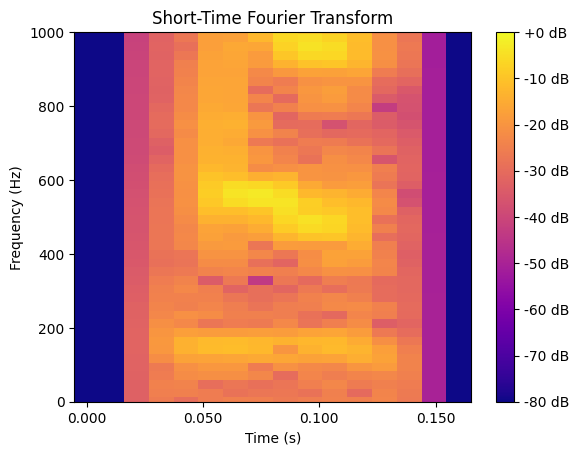 Short-Time Fourier Transform
Frequency (Hz)
1000
800
600
400
200
0
0.000
0.050
0.100
0.150
Time (s)
+0 dB
-10 dB
-20 dB
-30 dB
-40 dB
-50 dB
-60 dB
-70 dB
-80 dB